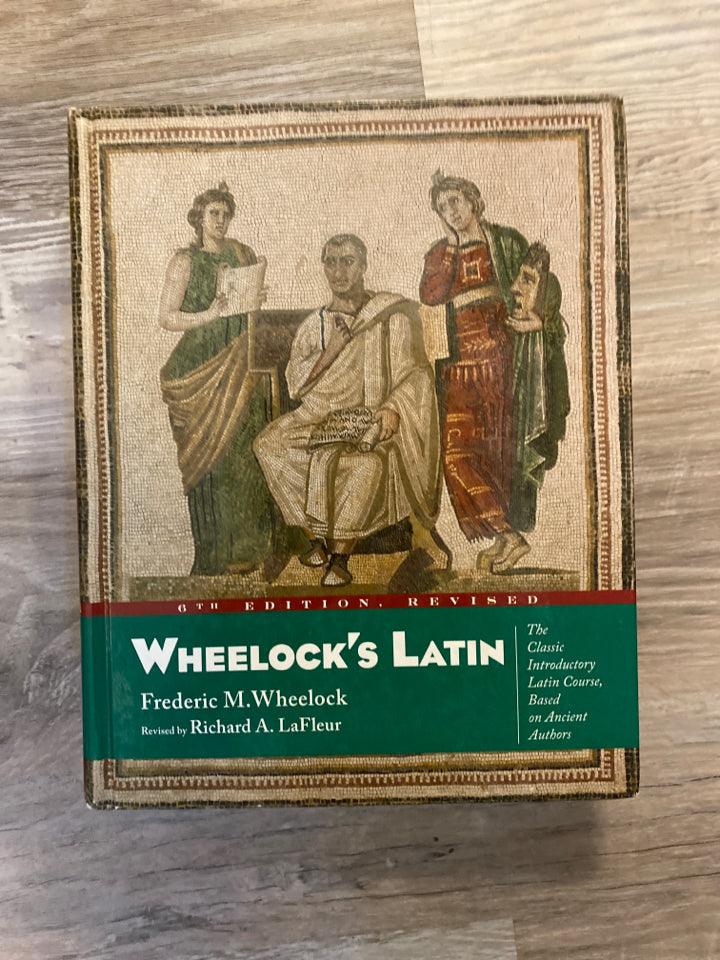 6TH EDITION, REVISED
WHEELOCK'S LATIN
Frederic M. Wheelock
Revised by Richard A. LaFleur
The
Classic
Introductory
Latin Course,
Based
on Ancient
Authors